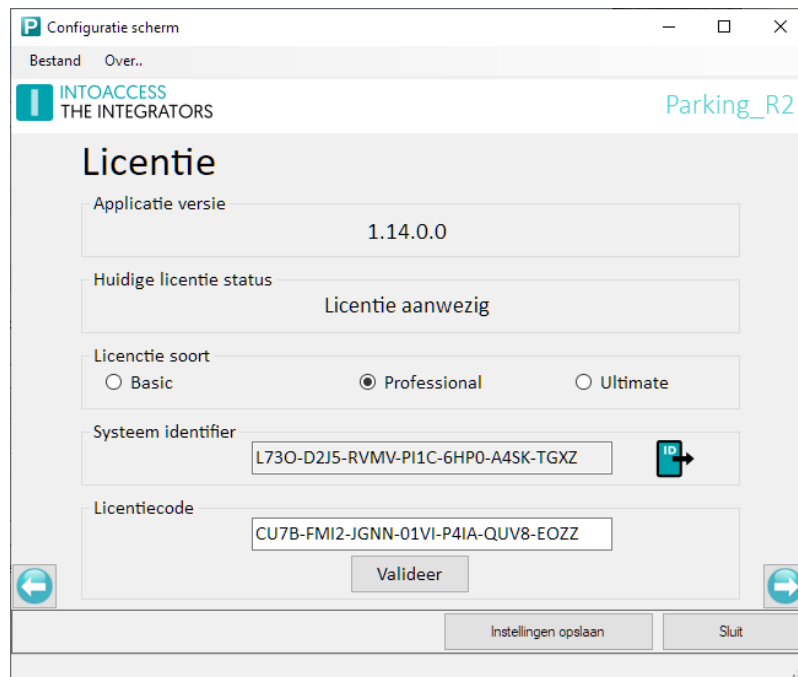 Configuratie scherm
Bestand Over..
INTOACCESS
THE INTEGRATORS
Parking_R2
Licentie
Applicatie versie
1.14.0.0
Huidige licentie status
Licentie aanwezig
Licenctie soort
Basic Professional Ultimate
Systeem identifier
L73O-D2J5-RVMV-PI1C-6HP0-A4SK-TGXZ
ID
Licentiecode
CU7B-FMI2-JGNN-01VI-P4IA-QUV8-EOZZ
Valideer
Instellingen opslaan Sluit